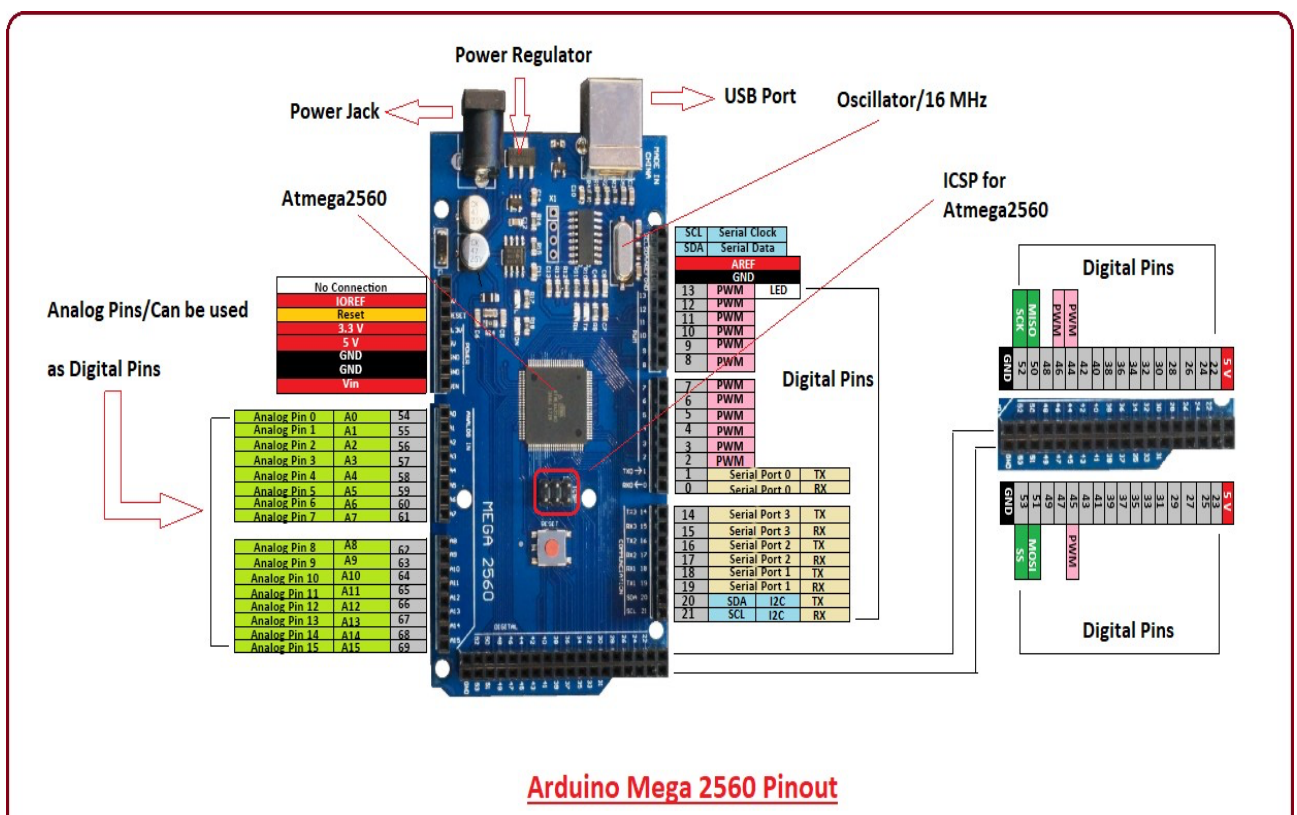 Power Regulator
Power Jack
USB Port
Oscillator/16 MHz
Atmega2560
ICSP for
Atmega2560
MADE IN
CHINA
X1
SCL Serial Clock
SDA Serial Data
AREF
GND
13 PWM LED
12 PWM
11 PWM
10 PWM
9 PWM
8 PWM
7 PWM
6 PWM
5 PWM
4 PWM
3 PWM
2 PWM
1 Serial Port 0 TX
0 Serial Port 0 RX
14 Serial Port 3 TX
15 Serial Port 3 RX
16 Serial Port 2 TX
17 Serial Port 2 RX
18 Serial Port 1 TX
19 Serial Port 1 RX
20 SDA I2C TX
21 SCL I2C RX
Digital Pins
No Connection
IOREF
Reset
3.3 V
5 V
GND
GND
Vin
Analog Pins/Can be used
as Digital Pins
Analog Pin 0 A0 54
Analog Pin 1 A1 55
Analog Pin 2 A2 56
Analog Pin 3 A3 57
Analog Pin 4 A4 58
Analog Pin 5 A5 59
Analog Pin 6 A6 60
Analog Pin 7 A7 61
Analog Pin 8 A8 62
Analog Pin 9 A9 63
Analog Pin 10 A10 64
Analog Pin 11 A11 65
Analog Pin 12 A12 66
Analog Pin 13 A13 67
Analog Pin 14 A14 68
Analog Pin 15 A15 69
ANALOG IN
MEGA 2560
RESET
COMMUNICATION
DIGITAL
Digital Pins
SCK MISO PWM PWM
GND 52 50 48 46 44 42 40 38 36 34 32 30 28 26 24 22 5 V
GND 53 51 49 47 45 43 41 39 37 35 33 31 29 27 25 23 5 V
SS MOSI PWM
Digital Pins
Arduino Mega 2560 Pinout